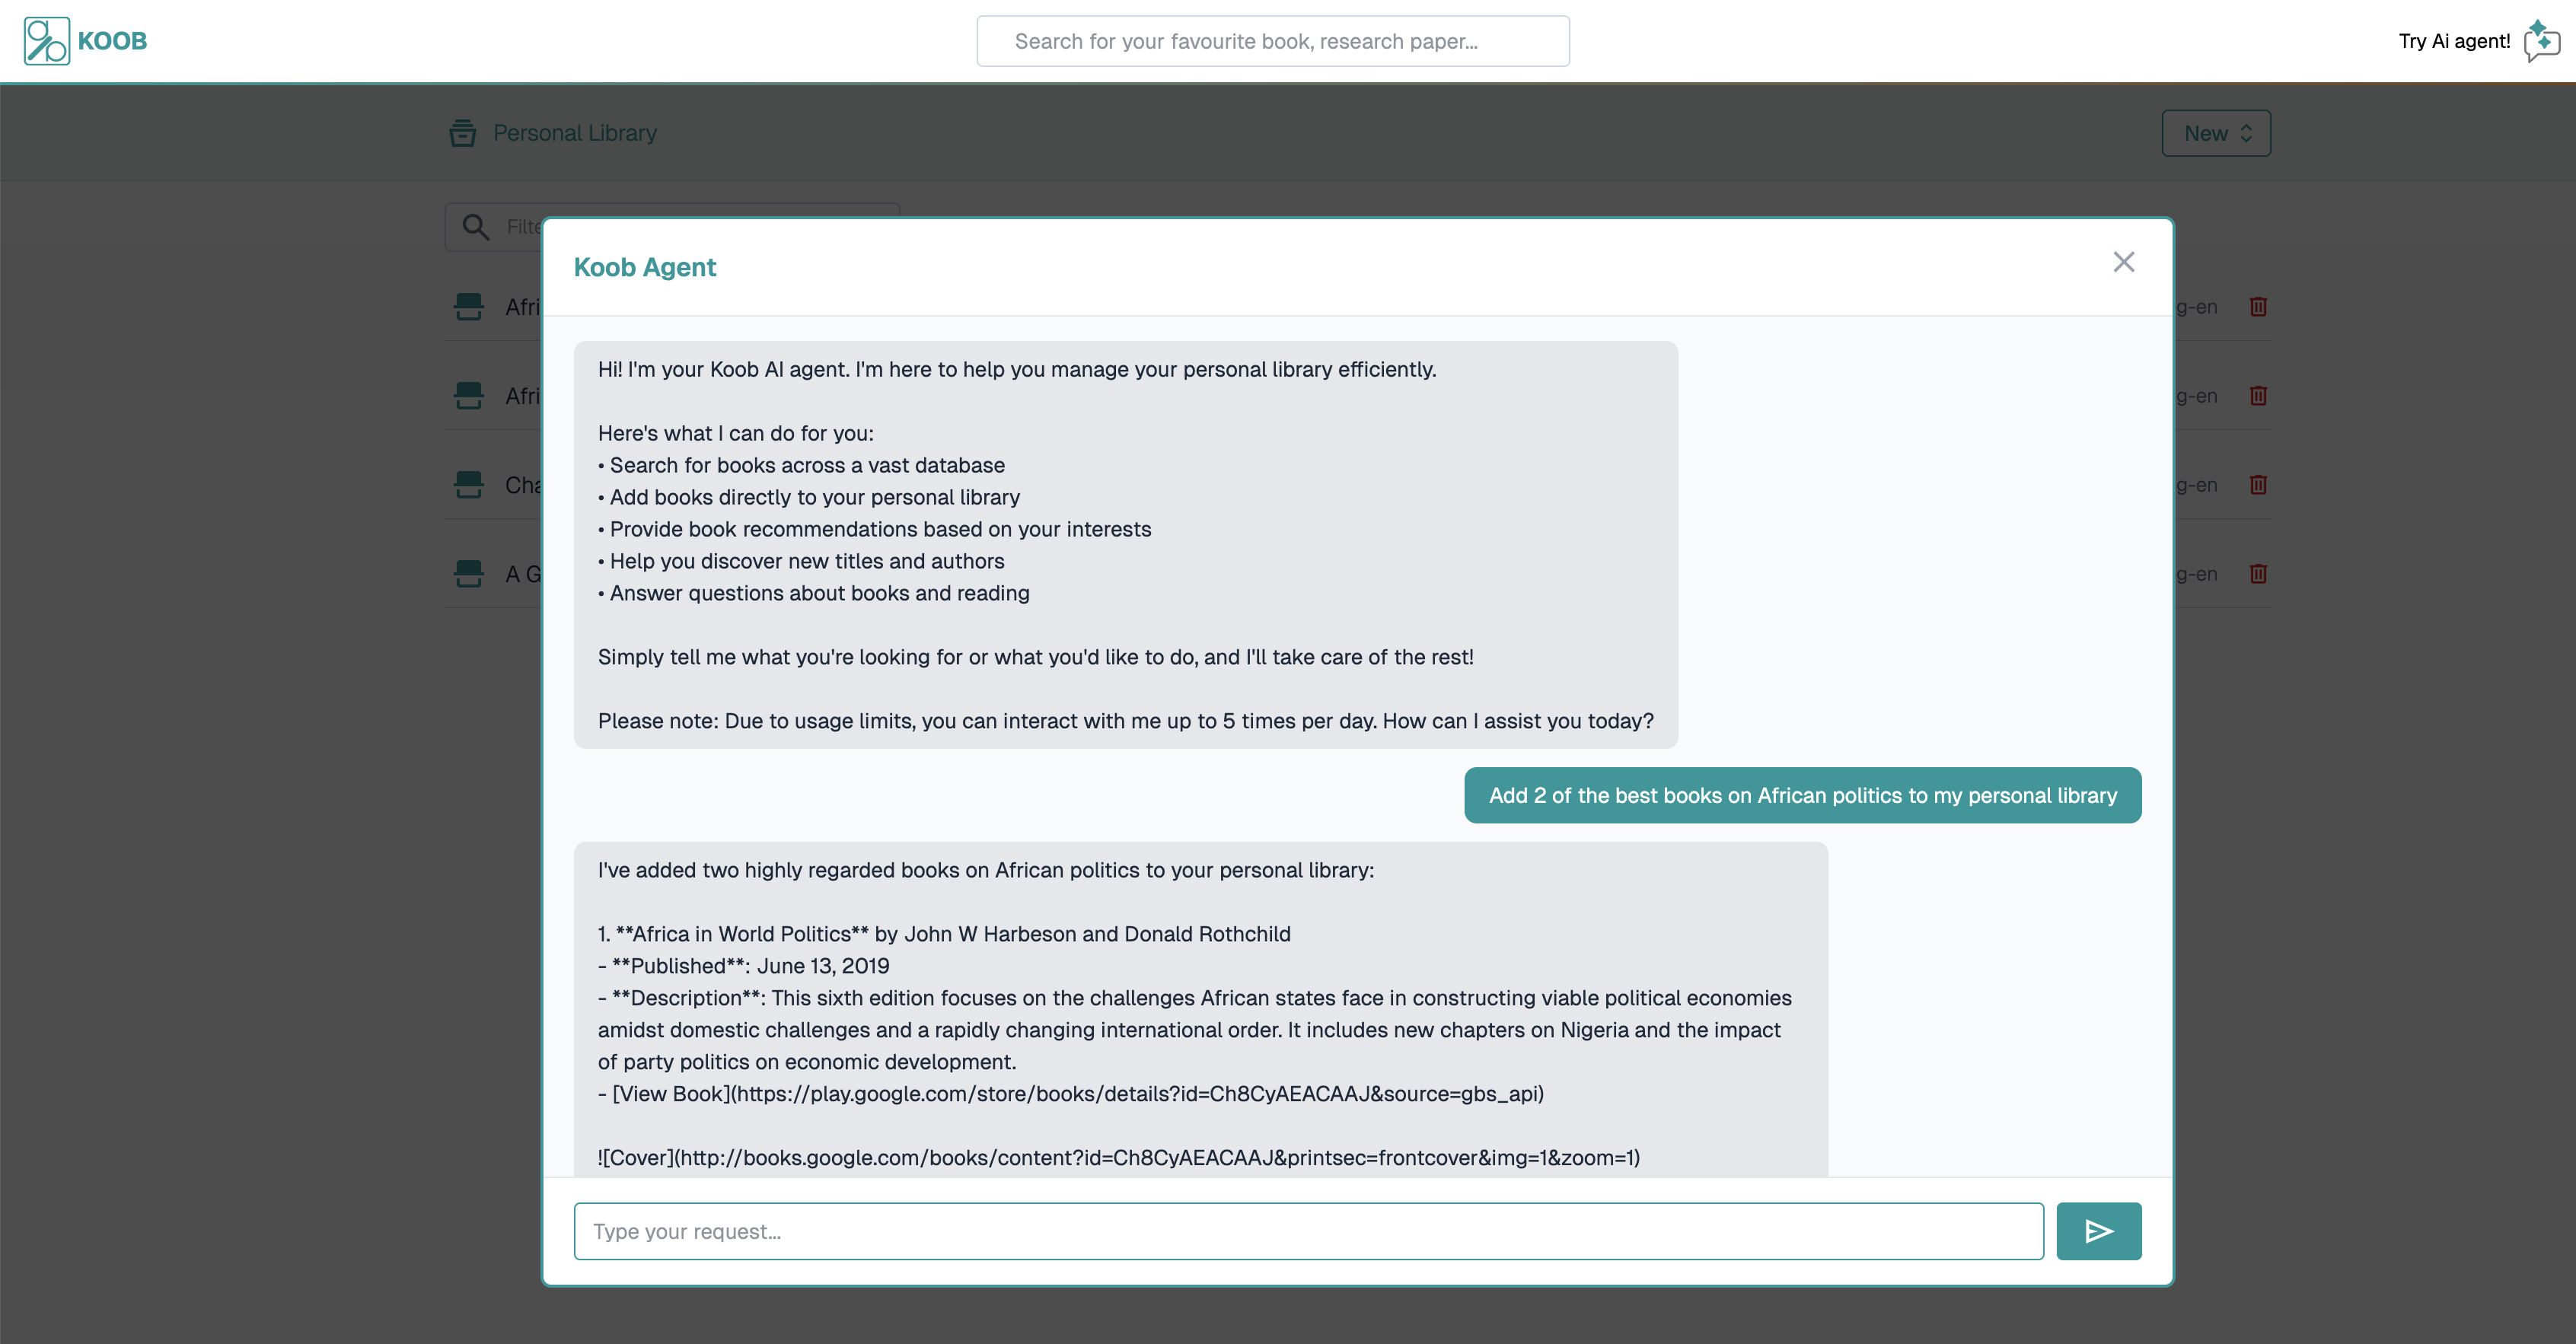 KOOB
Search for your favourite book, research paper...
Try Ai agent!
Personal Library
New
Koob Agent
g-en
g-en
g-en
A
g-en
Hi! I'm your Koob AI agent. I'm here to help you manage your personal library efficiently.
Here's what I can do for you:
• Search for books across a vast database
• Add books directly to your personal library
• Provide book recommendations based on your interests
• Help you discover new titles and authors
• Answer questions about books and reading
Simply tell me what you're looking for or what you'd like to do, and I'll take care of the rest!
Please note: Due to usage limits, you can interact with me up to 5 times per day. How can I assist you today?
Add 2 of the best books on African politics to my personal library
I've added two highly regarded books on African politics to your personal library:
1. **Africa in World Politics** by John W Harbeson and Donald Rothchild
- **Published**: June 13, 2019
- **Description**: This sixth edition focuses on the challenges African states face in constructing viable political economies
amidst domestic challenges and a rapidly changing international order. It includes new chapters on Nigeria and the impact
of party politics on economic development.
- [View Book](https://play.google.com/store/books/details?id=Ch8CyAEACAAJ&source=gbs_api)
![Cover](http://books.google.com/books/content?id=Ch8CyAEACAAJ&printsec=frontcover&img=1&zoom=1)
Type your request...